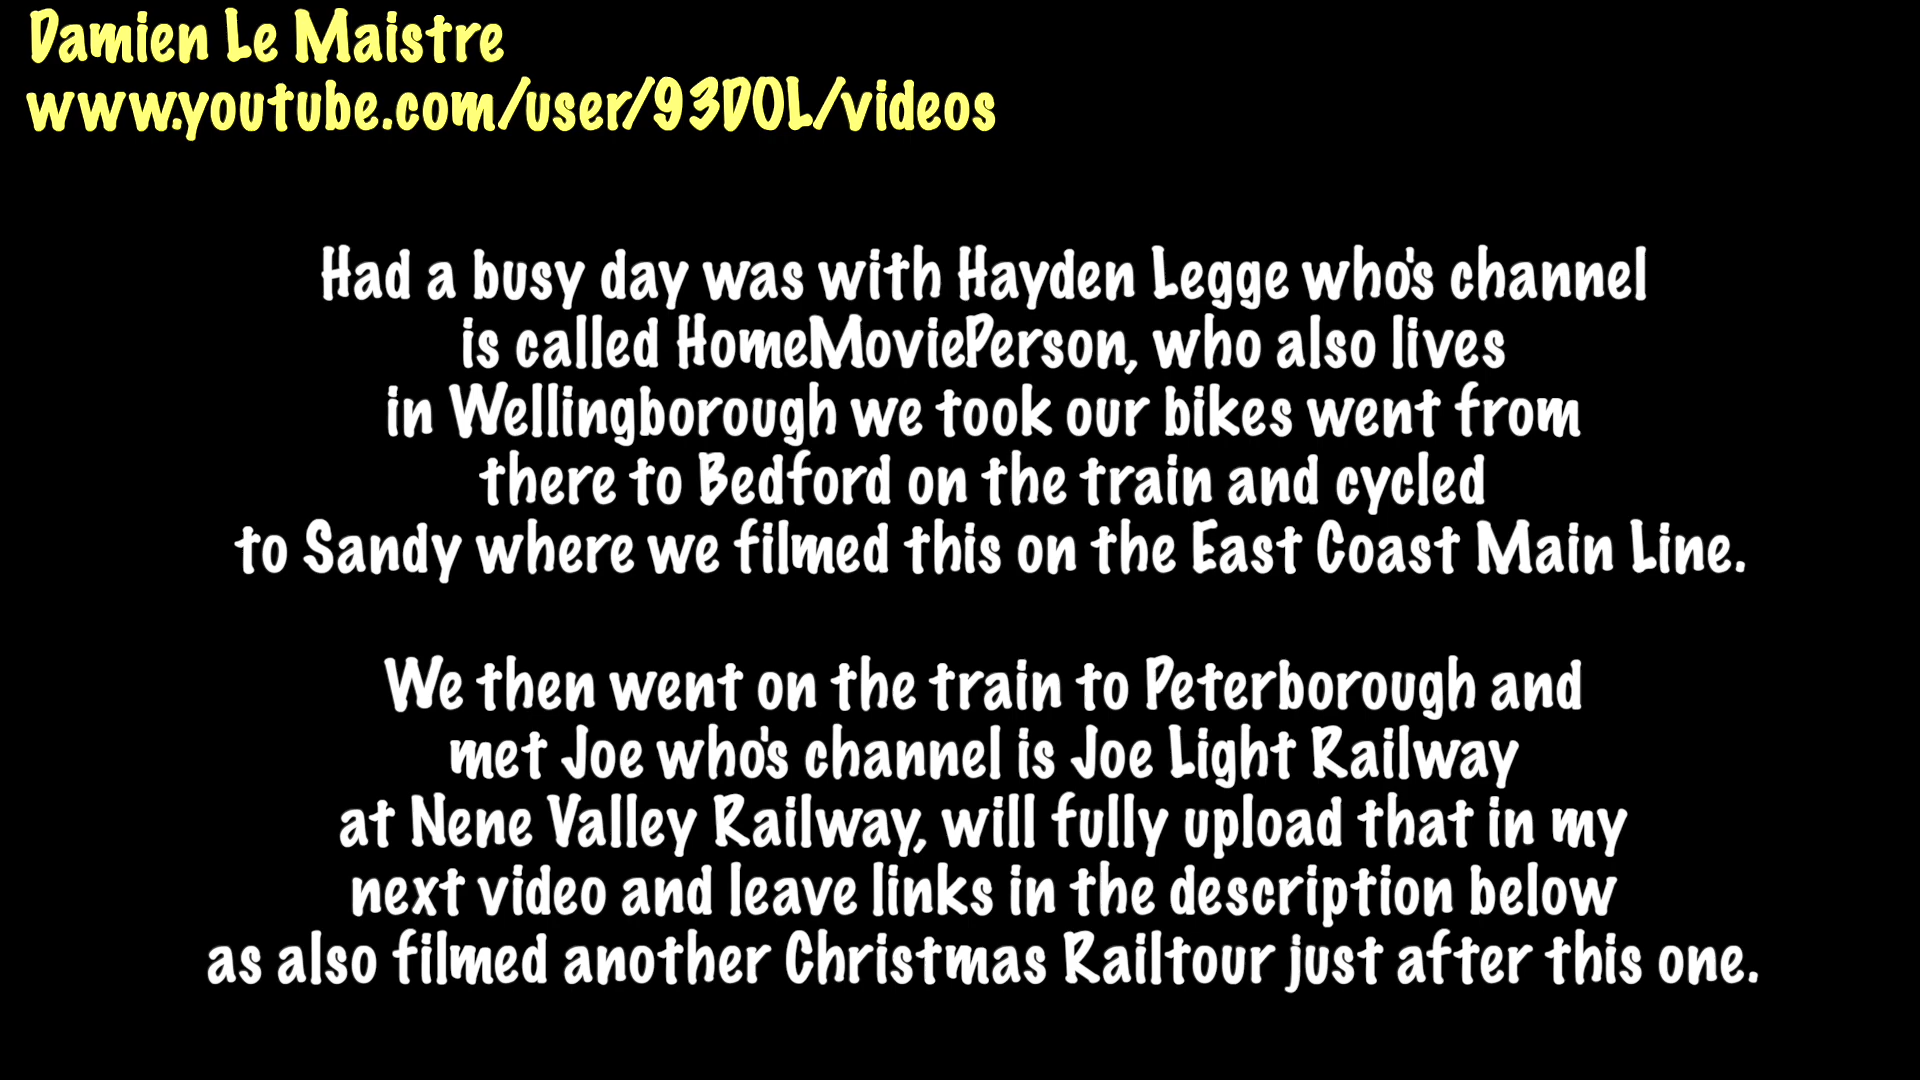 Damien Le Maistre
www.youtube.com/user/93DOL/videos
Had a busy day was with Hayden Legge who's channel
is called HomeMoviePerson, who also lives
in Wellingborough we took our bikes went from
there to Bedford on the train and cycled
to Sandy where we filmed this on the East Coast Main Line.
We then went on the train to Peterborough and
met Joe who's channel is Joe Light Railway
at Nene Valley Railway, will fully upload that in my
next video and leave links in the description below
as also filmed another Christmas Railtour just after this one.